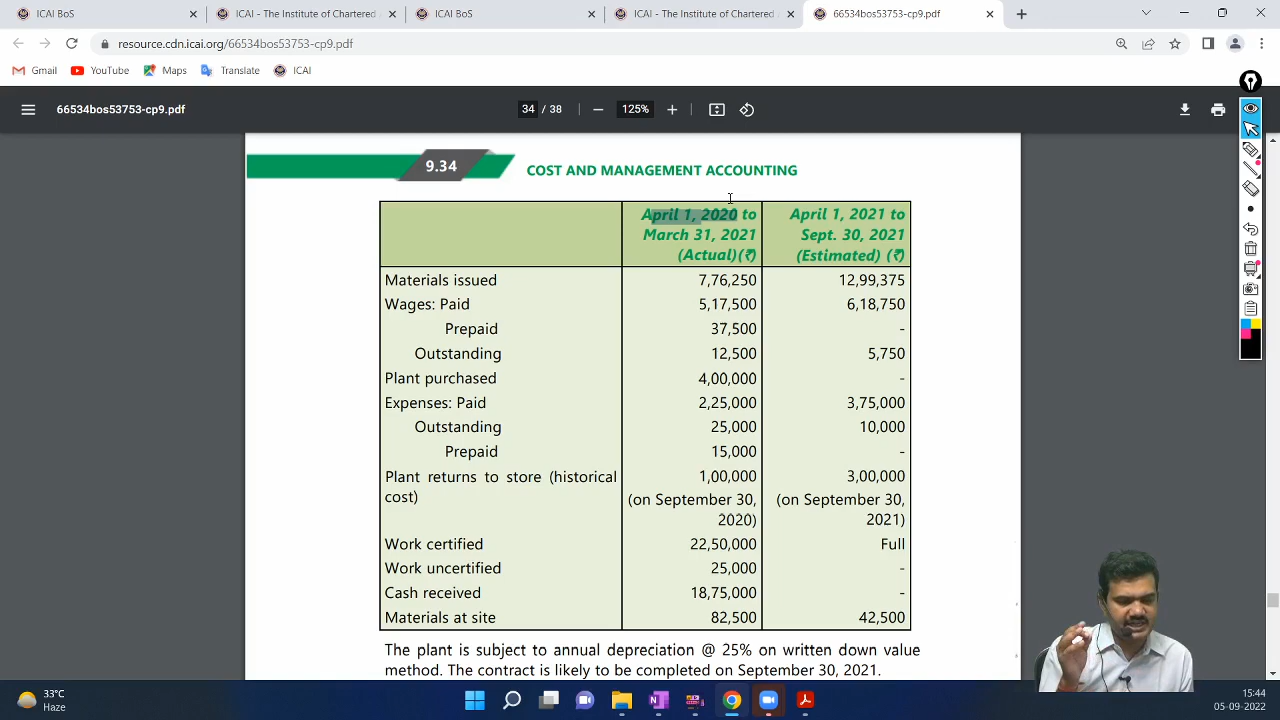 ICAI BoS
ICAI - The Institute of Chartered A
ICAI BoS
ICAI - The Institute of Chartered A
66534bos53753-cp9.pdf
resource.cdn.icai.org/66534bos53753-cp9.pdf
Gmail YouTube Maps Translate ICAI
66534bos53753-cp9.pdf 34 / 38 125%
9.34 COST AND MANAGEMENT ACCOUNTING
April 1, 2020 to April 1, 2021 to
March 31, 2021 Sept. 30, 2021
(Actual)(₹) (Estimated) (₹)
Materials issued 7,76,250 12,99,375
Wages: Paid 5,17,500 6,18,750
Prepaid 37,500 -
Outstanding 12,500 5,750
Plant purchased 4,00,000 -
Expenses: Paid 2,25,000 3,75,000
Outstanding 25,000 10,000
Prepaid 15,000 -
Plant returns to store (historical 1,00,000 3,00,000
cost) (on September 30, (on September 30,
2020) 2021)
Work certified 22,50,000 Full
Work uncertified 25,000 -
Cash received 18,75,000 -
Materials at site 82,500 42,500
The plant is subject to annual depreciation @ 25% on written down value
method. The contract is likely to be completed on September 30, 2021.
33°C
Haze
15:44
05-09-2022